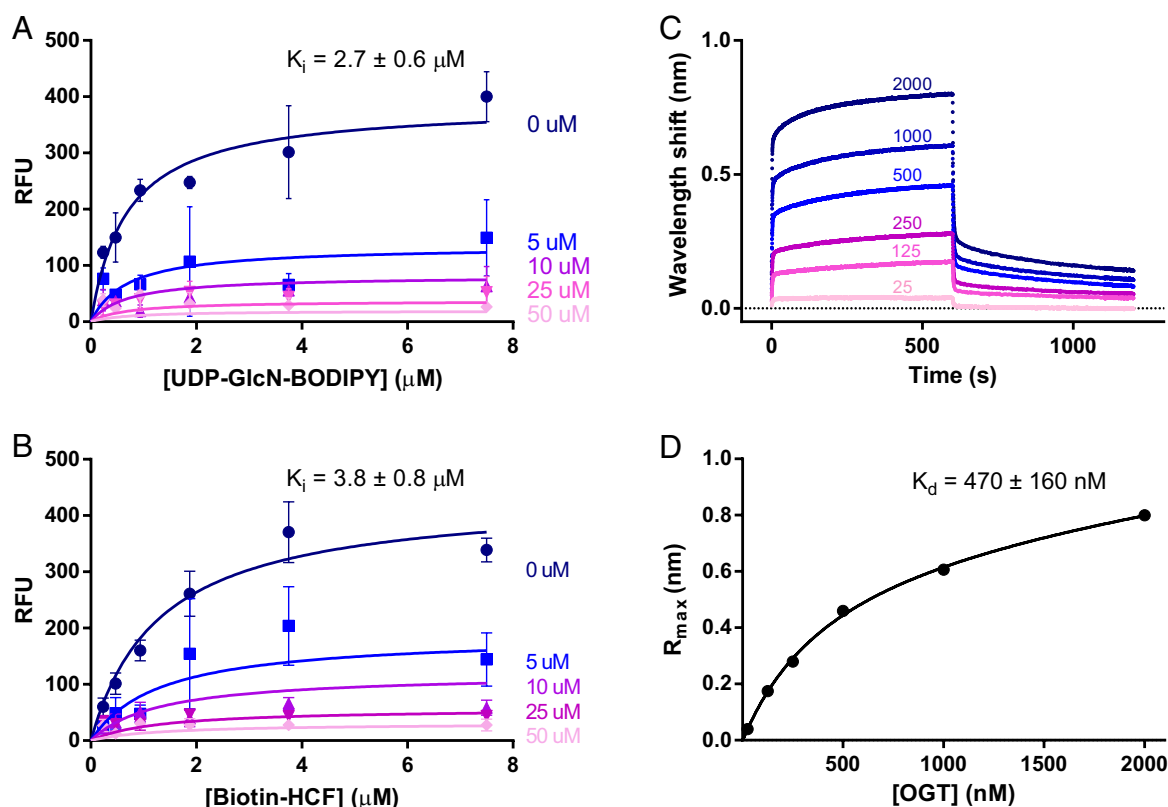 A
500
400
300
200
100
0
RFU
K_i = 2.7 ± 0.6 μM
0 uM
5 uM
10 uM
25 uM
50 uM
0 2 4 6 8
[UDP-GlcN-BODIPY] (μM)
B
500
400
300
200
100
0
RFU
K_i = 3.8 ± 0.8 μM
0 uM
5 uM
10 uM
25 uM
50 uM
0 2 4 6 8
[Biotin-HCF] (μM)
C
1.0
0.5
0.0
Wavelength shift (nm)
2000
1000
500
250
125
25
0 500 1000
Time (s)
D
1.0
0.8
0.6
0.4
0.2
0.0
R_max (nm)
K_d = 470 ± 160 nM
500 1000 1500 2000
[OGT] (nM)